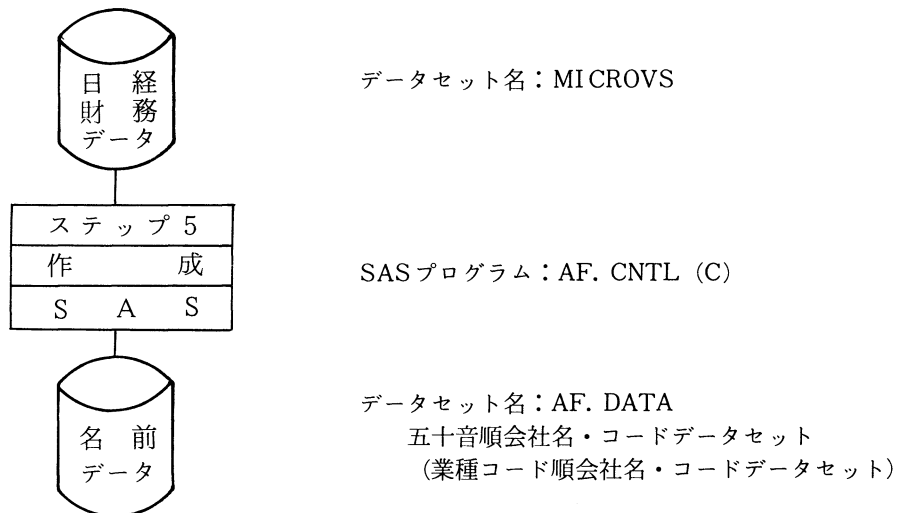 日経
財務
データ
データセット名：MICROVS
ステップ5
作成
SAS
SASプログラム：AF. CNTL（C）
名前
データ
データセット名：AF. DATA
五十音順会社名・コードデータセット
（業種コード順会社名・コードデータセット）